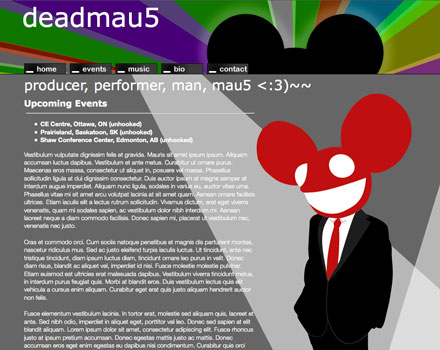 deadmau5
home events music bio contact
producer, performer, man, mau5 <:3)~~
Upcoming Events
CE Centre, Ottawa, ON (unhooked)
Prairieland, Saskatoon, SK (unhooked)
Shaw Conference Center, Edmonton, AB (unhooked)
Vestibulum vulputate dignissim felis et gravida. Mauris sit amet ipsum ipsum. Aliquam
accumsan luctus dapibus. Vestibulum et ante metus. Curabitur ut ornare purus.
Maecenas eros massa, consectetur ut aliquet in, posuere vel massa. Phasellus
sollicitudin ligula at dui dignissim consectetur. Duis auctor ipsum at magna semper at
interdum augue imperdiet. Aliquam nunc ligula, sodales in varius eu, auctor vitae urna.
Phasellus vitae mi sit amet arcu volutpat lacinia at sit amet enim. Aenean ornare facilisis
ultrices. Etiam iaculis elit a lectus rutrum sollicitudin. Vivamus dictum, erat eget viverra
venenatis, quam mi sodales sapien, ac vestibulum dolor nibh interdum mi. Aenean
laoreet neque a diam commodo facilisis. Donec sapien mi, placerat ut vestibulum nec,
venenatis nec justo.
Cras et commodo orci. Cum sociis natoque penatibus et magnis dis parturient montes,
nascetur ridiculus mus. Sed ac justo eleifend turpis iaculis luctus. Ut tincidunt, ante nec
tristique tincidunt, diam ipsum luctus diam, tincidunt ornare leo purus in velit. Donec
diam risus, blandit ac aliquet vel, imperdiet id nisi. Fusce molestie molestie pulvinar.
Etiam euismod est ultricies erat malesuada dapibus. Vestibulum viverra tincidunt metus,
in interdum purus feugiat quis. Morbi at blandit eros. Duis vestibulum lectus quis elit
vehicula a cursus enim aliquam. Curabitur eget erat quis justo aliquam hendrerit auctor
non felis.
Fusce elementum vestibulum lacinia. In tortor erat, molestie sed aliquam quis, laoreet et
ante. Sed nibh odio, imperdiet in aliquet eget, porttitor vel leo. Donec sed sapien at elit
blandit aliquam. Lorem ipsum dolor sit amet, consectetur adipiscing elit. Fusce rhoncus
justo at ipsum pretium accumsan. Donec egestas mattis justo ac mattis. Donec
accumsan eros eget enim egestas eu dapibus nisi condimentum. Curabitur ut orci quis